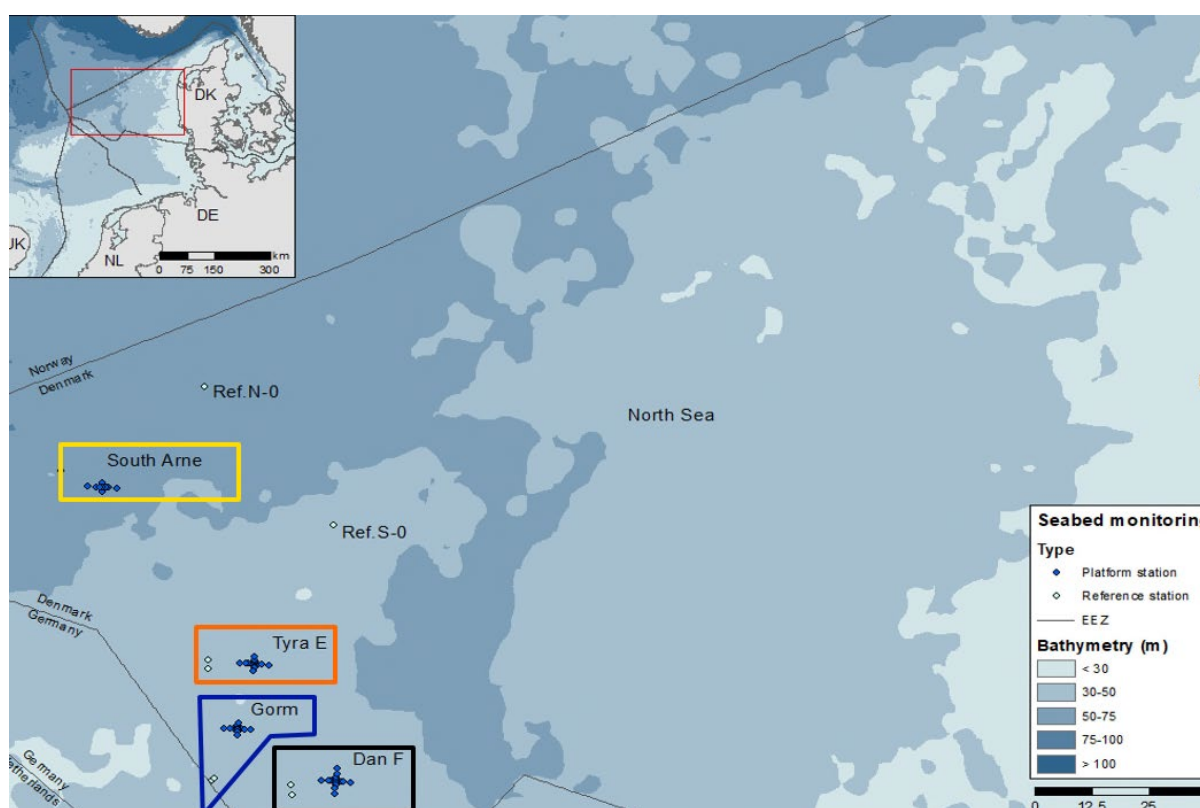 DK
DE
NL
UK
km
0 75 150 300
Norway
Denmark
Ref.N-0
North Sea
South Arne
Ref.S-0
Denmark
Germany
Tyra E
Gorm
Dan F
Germany
etherlands
Seabed monitorin
Type
Platform station
Reference station
EEZ
Bathymetry (m)
< 30
30-50
50-75
75-100
> 100
0 12.5 25